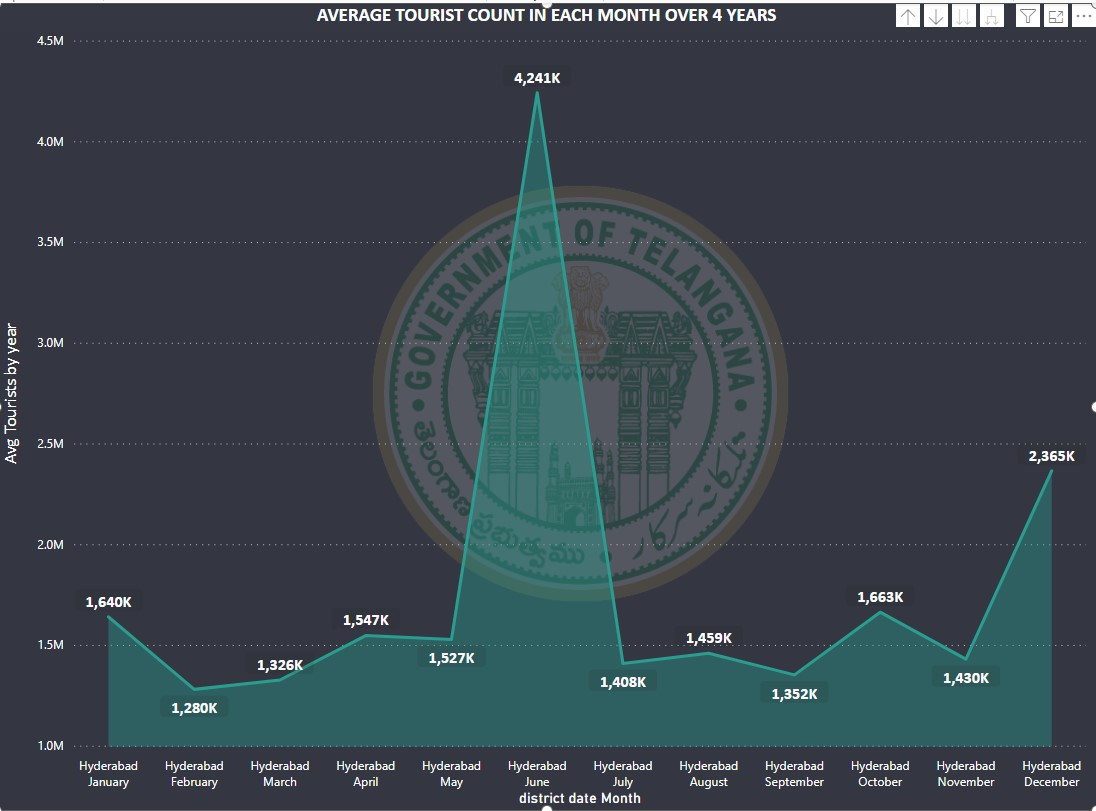 AVERAGE TOURIST COUNT IN EACH MONTH OVER 4 YEARS
4.5M
4.0M
3.5M
3.0M
2.5M
2.0M
1.5M
1.0M
Avg Tourists by year
1,640K
1,280K
1,326K
1,547K
1,527K
4,241K
1,408K
1,459K
1,352K
1,663K
1,430K
2,365K
GOVERNMENT OF TELANGANA
తెలంగాణ ప్రభుత్వము
Hyderabad January
Hyderabad February
Hyderabad March
Hyderabad April
Hyderabad May
Hyderabad June
Hyderabad July
Hyderabad August
Hyderabad September
Hyderabad October
Hyderabad November
Hyderabad December
district date Month